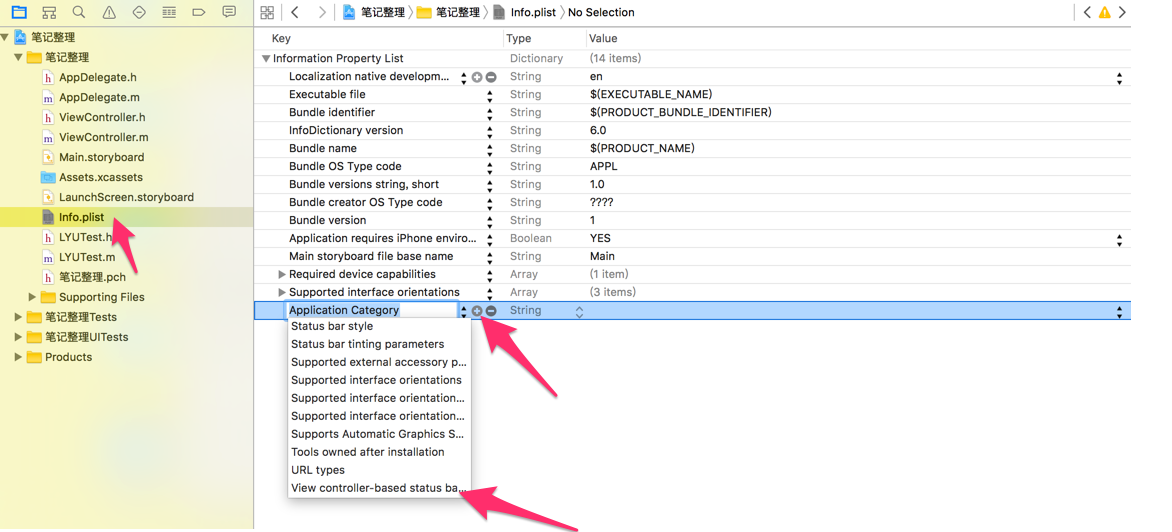 笔记整理 笔记整理 Info.plist No Selection
笔记整理
笔记整理
AppDelegate.h
AppDelegate.m
ViewController.h
ViewController.m
Main.storyboard
Assets.xcassets
LaunchScreen.storyboard
Info.plist
LYUTest.h
LYUTest.m
笔记整理.pch
Supporting Files
笔记整理Tests
笔记整理UITests
Products
Key Type Value
Information Property List Dictionary (14 items)
Localization native developm... String en
Executable file String $(EXECUTABLE_NAME)
Bundle identifier String $(PRODUCT_BUNDLE_IDENTIFIER)
InfoDictionary version String 6.0
Bundle name String $(PRODUCT_NAME)
Bundle OS Type code String APPL
Bundle versions string, short String 1.0
Bundle creator OS Type code String ????
Bundle version String 1
Application requires iPhone enviro... Boolean YES
Main storyboard file base name String Main
Required device capabilities Array (1 item)
Supported interface orientations Array (3 items)
Application Category String
Status bar style
Status bar tinting parameters
Supported external accessory p...
Supported interface orientations
Supported interface orientation...
Supported interface orientation...
Supports Automatic Graphics S...
Tools owned after installation
URL types
View controller-based status ba...